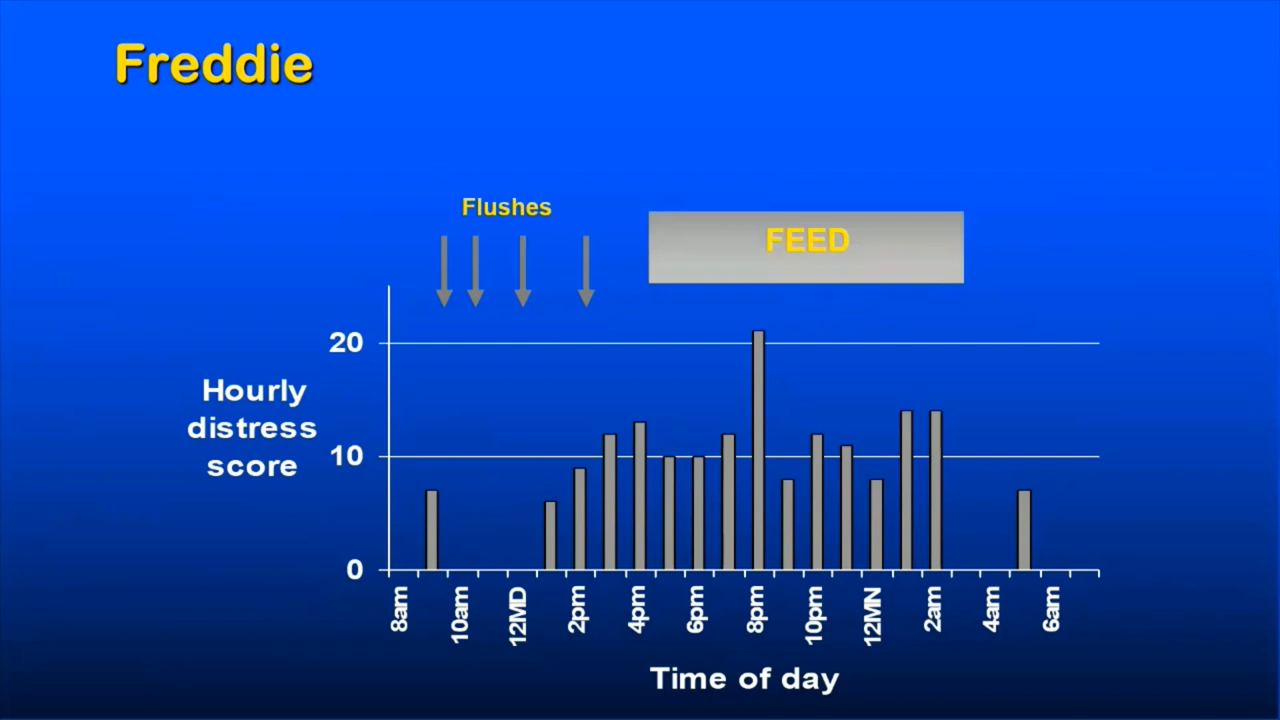 Freddie
Flushes
FEED
20
10
0
Hourly
distress
score
8am
10am
12MD
2pm
4pm
6pm
8pm
10pm
12MN
2am
4am
6am
Time of day